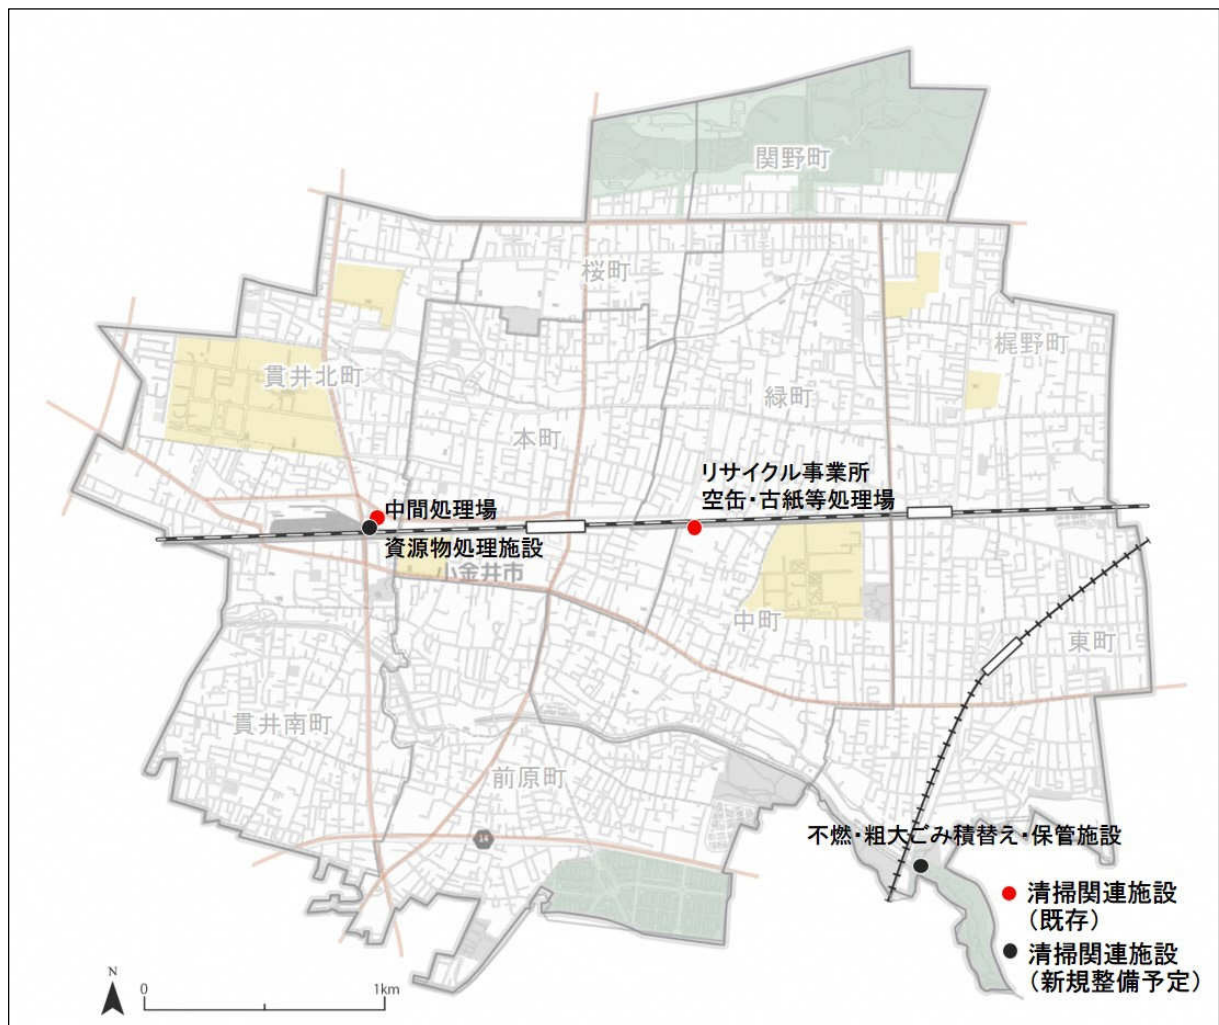 関野町
桜町
梶野町
貫井北町
緑町
本町
リサイクル事業所
空缶・古紙等処理場
中間処理場
資源物処理施設
小金井市
中町
東町
貫井南町
前原町
14
不燃・粗大ごみ積替え・保管施設
清掃関連施設
（既存）
清掃関連施設
（新規整備予定）
N
0
1km